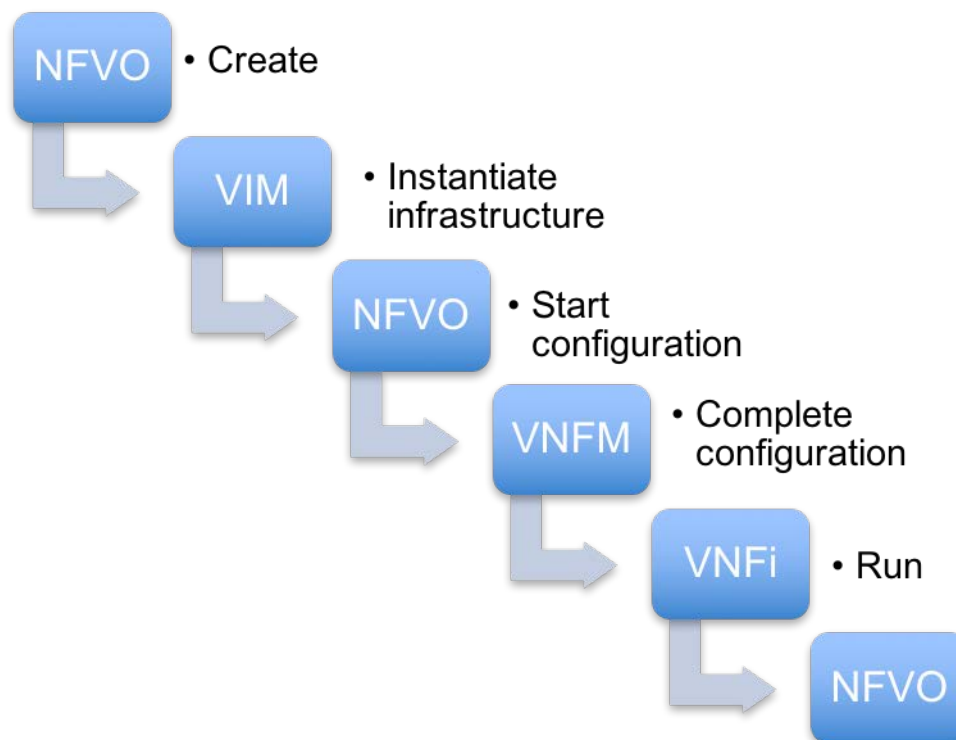 NFVO
• Create
VIM
• Instantiate
infrastructure
NFVO
• Start
configuration
VNFM
• Complete
configuration
VNFi
• Run
NFVO